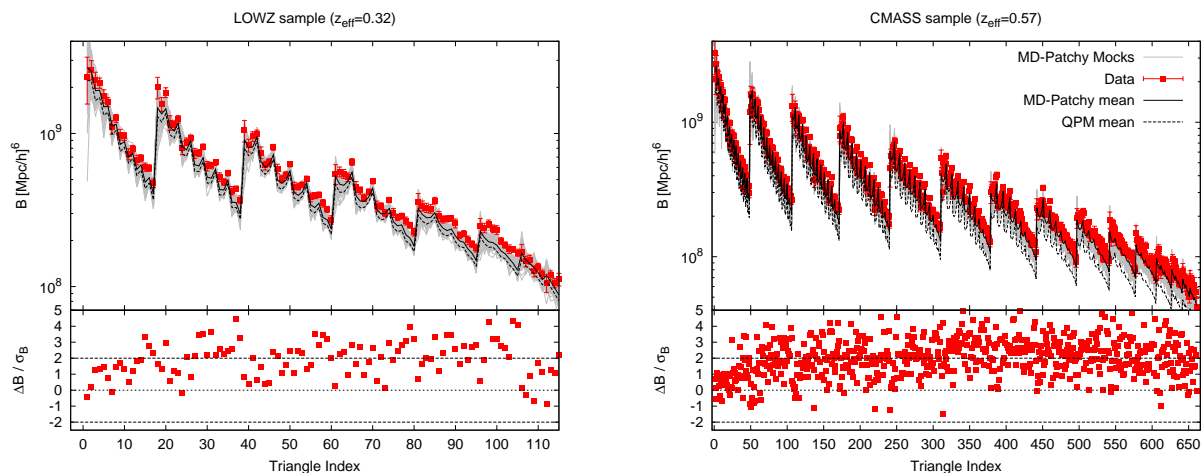 LOWZ sample (z_eff=0.32)
10^9
10^8
B [Mpc/h]^6
5
4
3
2
1
0
-1
-2
ΔB / σ_B
0 10 20 30 40 50 60 70 80 90 100 110
Triangle Index
CMASS sample (z_eff=0.57)
MD-Patchy Mocks
Data
MD-Patchy mean
QPM mean
10^9
10^8
B [Mpc/h]^6
5
4
3
2
1
0
-1
-2
ΔB / σ_B
0 50 100 150 200 250 300 350 400 450 500 550 600 650
Triangle Index